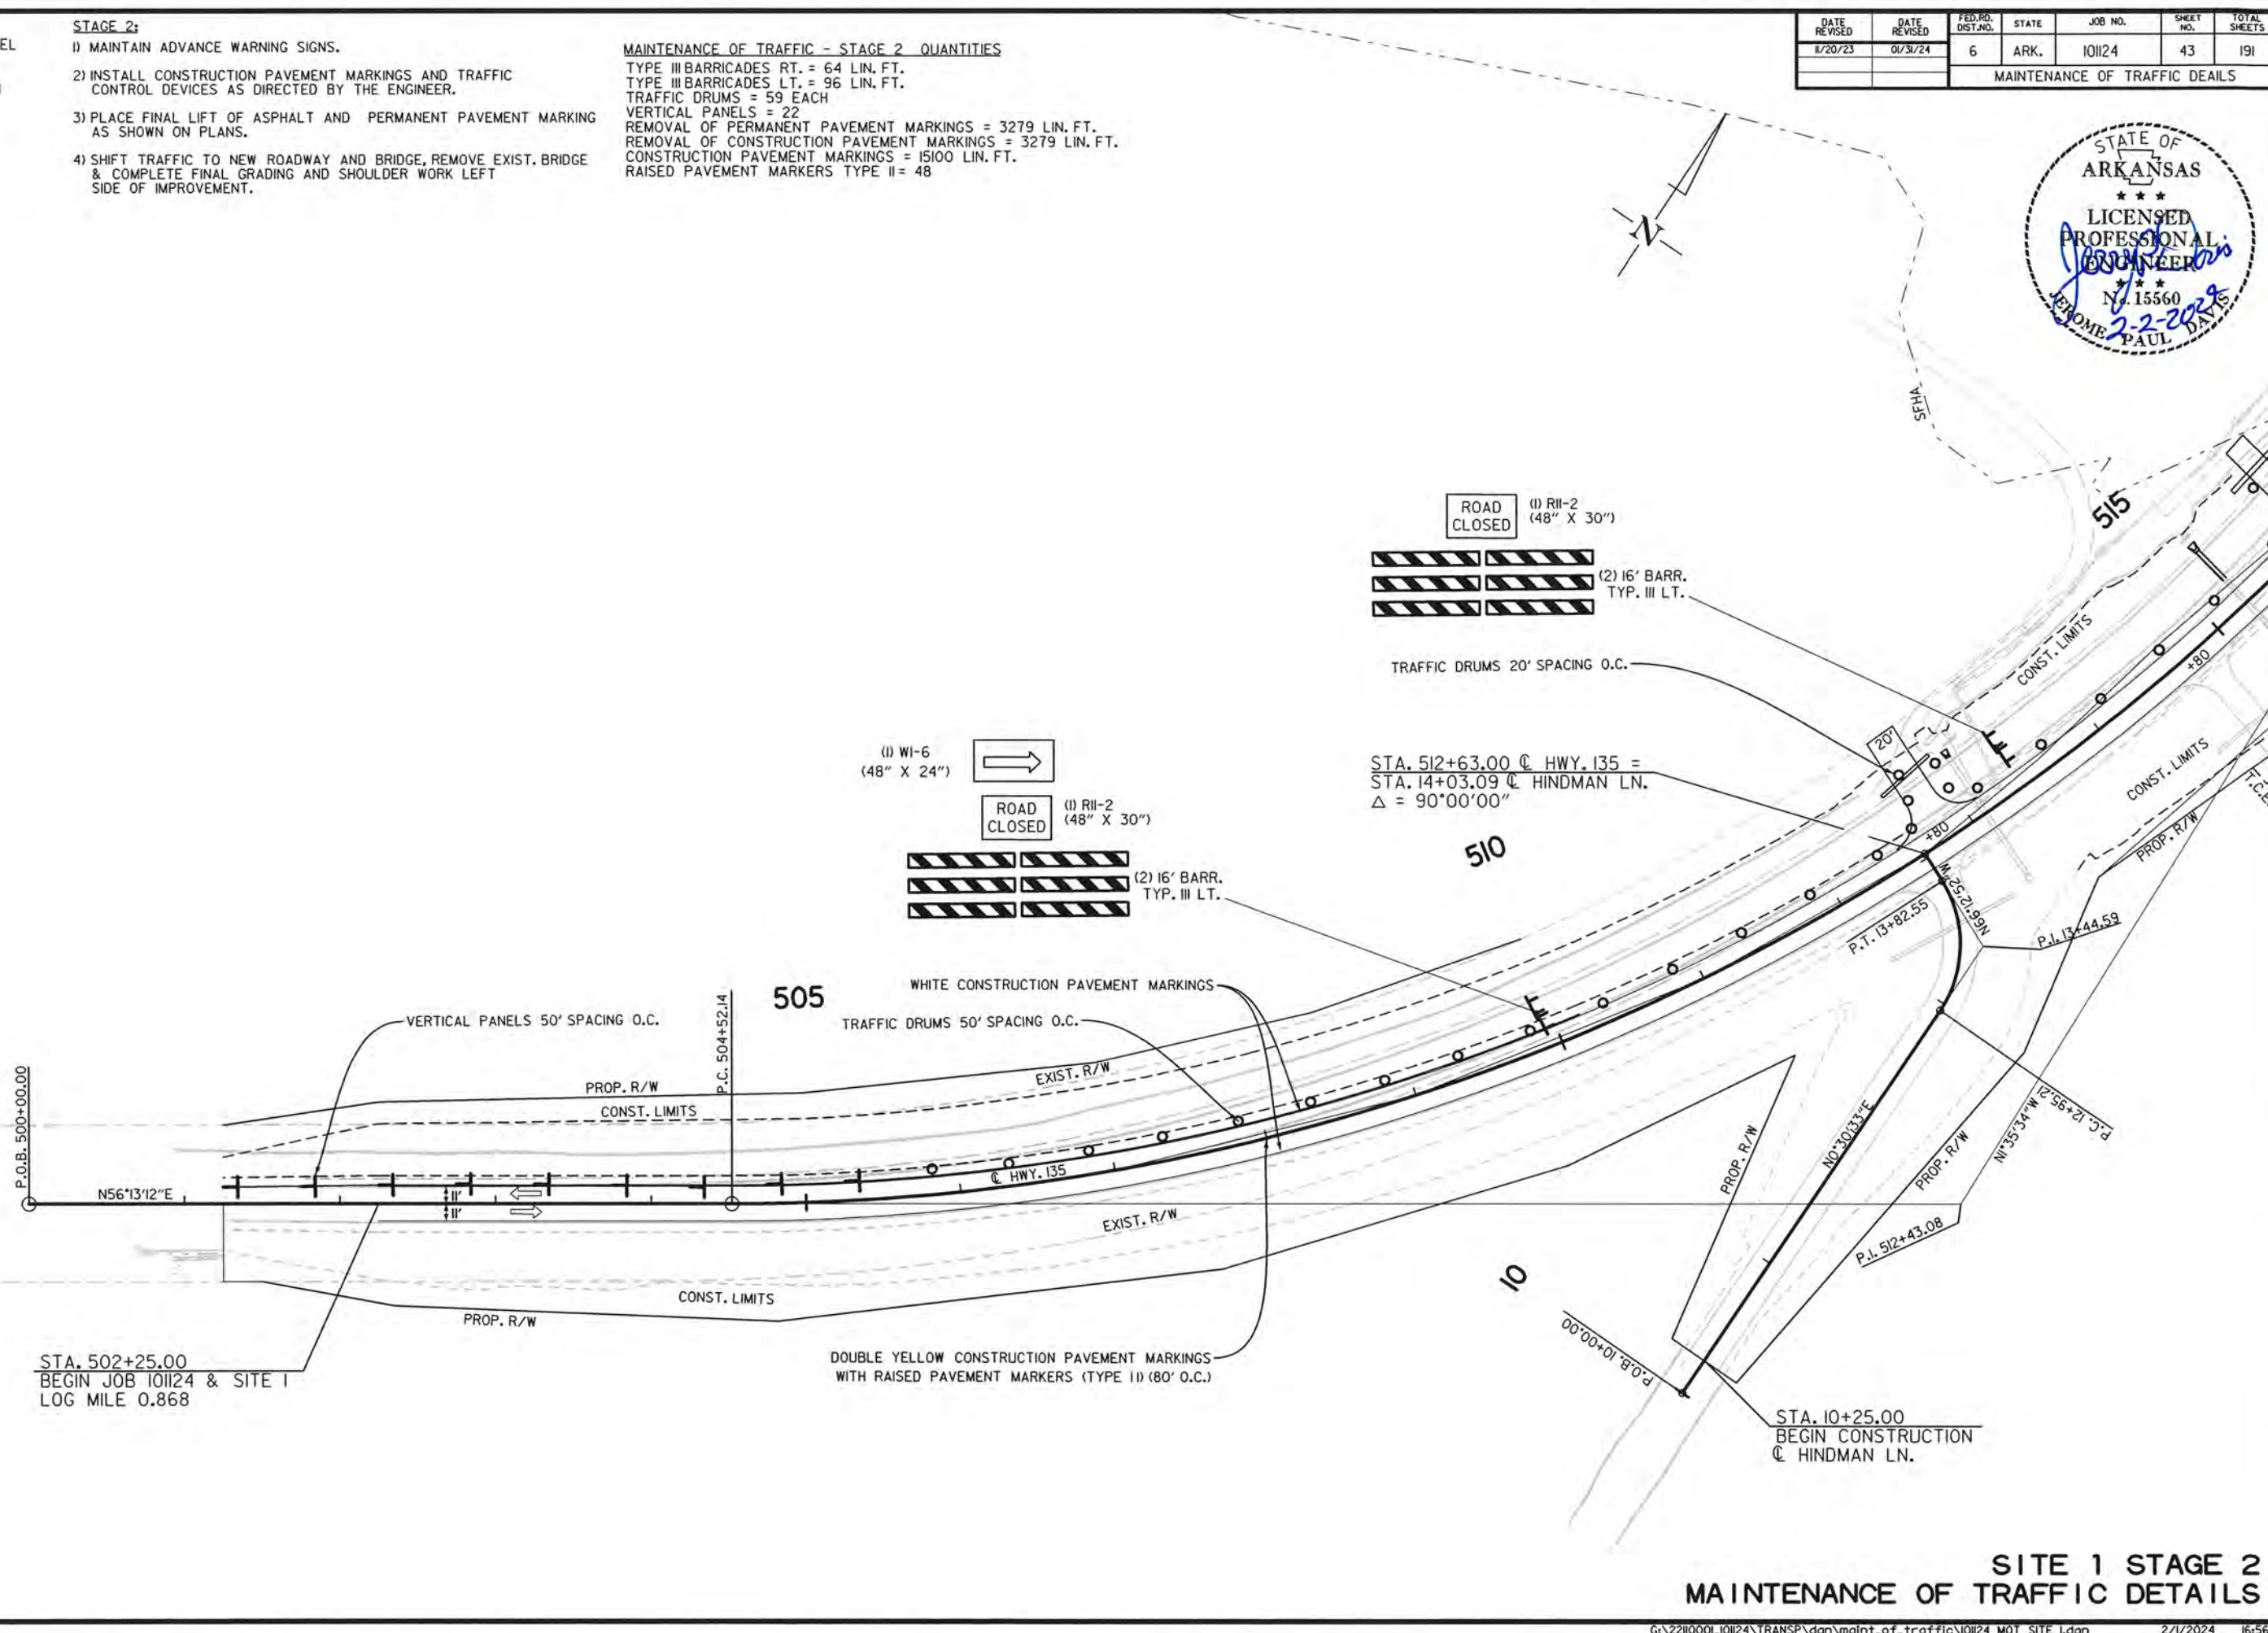 EL
STAGE 2:
1) MAINTAIN ADVANCE WARNING SIGNS.
2) INSTALL CONSTRUCTION PAVEMENT MARKINGS AND TRAFFIC
CONTROL DEVICES AS DIRECTED BY THE ENGINEER.
3) PLACE FINAL LIFT OF ASPHALT AND PERMANENT PAVEMENT MARKING
AS SHOWN ON PLANS.
4) SHIFT TRAFFIC TO NEW ROADWAY AND BRIDGE, REMOVE EXIST. BRIDGE
& COMPLETE FINAL GRADING AND SHOULDER WORK LEFT
SIDE OF IMPROVEMENT.
MAINTENANCE OF TRAFFIC - STAGE 2 QUANTITIES
TYPE III BARRICADES RT. = 64 LIN. FT.
TYPE III BARRICADES LT. = 96 LIN. FT.
TRAFFIC DRUMS = 59 EACH
VERTICAL PANELS = 22
REMOVAL OF PERMANENT PAVEMENT MARKINGS = 3279 LIN. FT.
REMOVAL OF CONSTRUCTION PAVEMENT MARKINGS = 3279 LIN. FT.
CONSTRUCTION PAVEMENT MARKINGS = 15100 LIN. FT.
RAISED PAVEMENT MARKERS TYPE II = 48
DATE REVISED DATE REVISED FED.RD. DIST.NO. STATE JOB NO. SHEET NO. TOTAL SHEETS
11/20/23 01/31/24 6 ARK. 101124 43 191
MAINTENANCE OF TRAFFIC DEAILS
STATE OF
ARKANSAS
★ ★ ★
LICENSED
PROFESSIONAL
ENGINEER
★ ★ ★
No. 15560
JEROME PAUL DAVIS
2-2-2024
N
SFHA
515
ROAD
CLOSED
(1) R11-2
(48" X 30")
(2) 16' BARR.
TYP. III LT.
TRAFFIC DRUMS 20' SPACING O.C.
20'
CONST. LIMITS
+80
STA. 512+63.00 ℄ HWY. 135 =
STA. 14+03.09 ℄ HINDMAN LN.
Δ = 90°00'00"
+80
CONST. LIMITS
PROP. R/W
510
N66°12'52"W
P.T. 13+82.55
P.I. 13+44.59
(1) W1-6
(48" X 24")
ROAD
CLOSED
(1) R11-2
(48" X 30")
(2) 16' BARR.
TYP. III LT.
505
WHITE CONSTRUCTION PAVEMENT MARKINGS
VERTICAL PANELS 50' SPACING O.C.
TRAFFIC DRUMS 50' SPACING O.C.
P.O.B. 500+00.00
P.C. 504+52.14
PROP. R/W
EXIST. R/W
CONST. LIMITS
℄ HWY. 135
N56°13'12"E
11'
11'
EXIST. R/W
CONST. LIMITS
PROP. R/W
PROP. R/W
N0°30'33"E
PROP. R/W
N1°35'34"W
P.C. 12+95.21
P.I. 512+43.08
10
P.O.B. 10+00.00
STA. 502+25.00
BEGIN JOB 101124 & SITE 1
LOG MILE 0.868
DOUBLE YELLOW CONSTRUCTION PAVEMENT MARKINGS
WITH RAISED PAVEMENT MARKERS (TYPE II) (80' O.C.)
STA. 10+25.00
BEGIN CONSTRUCTION
℄ HINDMAN LN.
SITE 1 STAGE 2
MAINTENANCE OF TRAFFIC DETAILS
2/1/2024